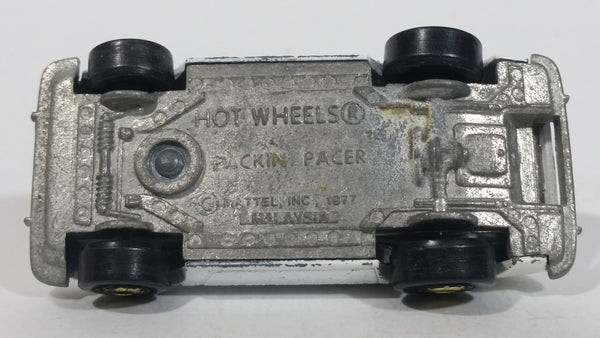 HOT WHEELS®
PACKIN' PACER
© MATTEL, INC., 1977
MALAYSIA